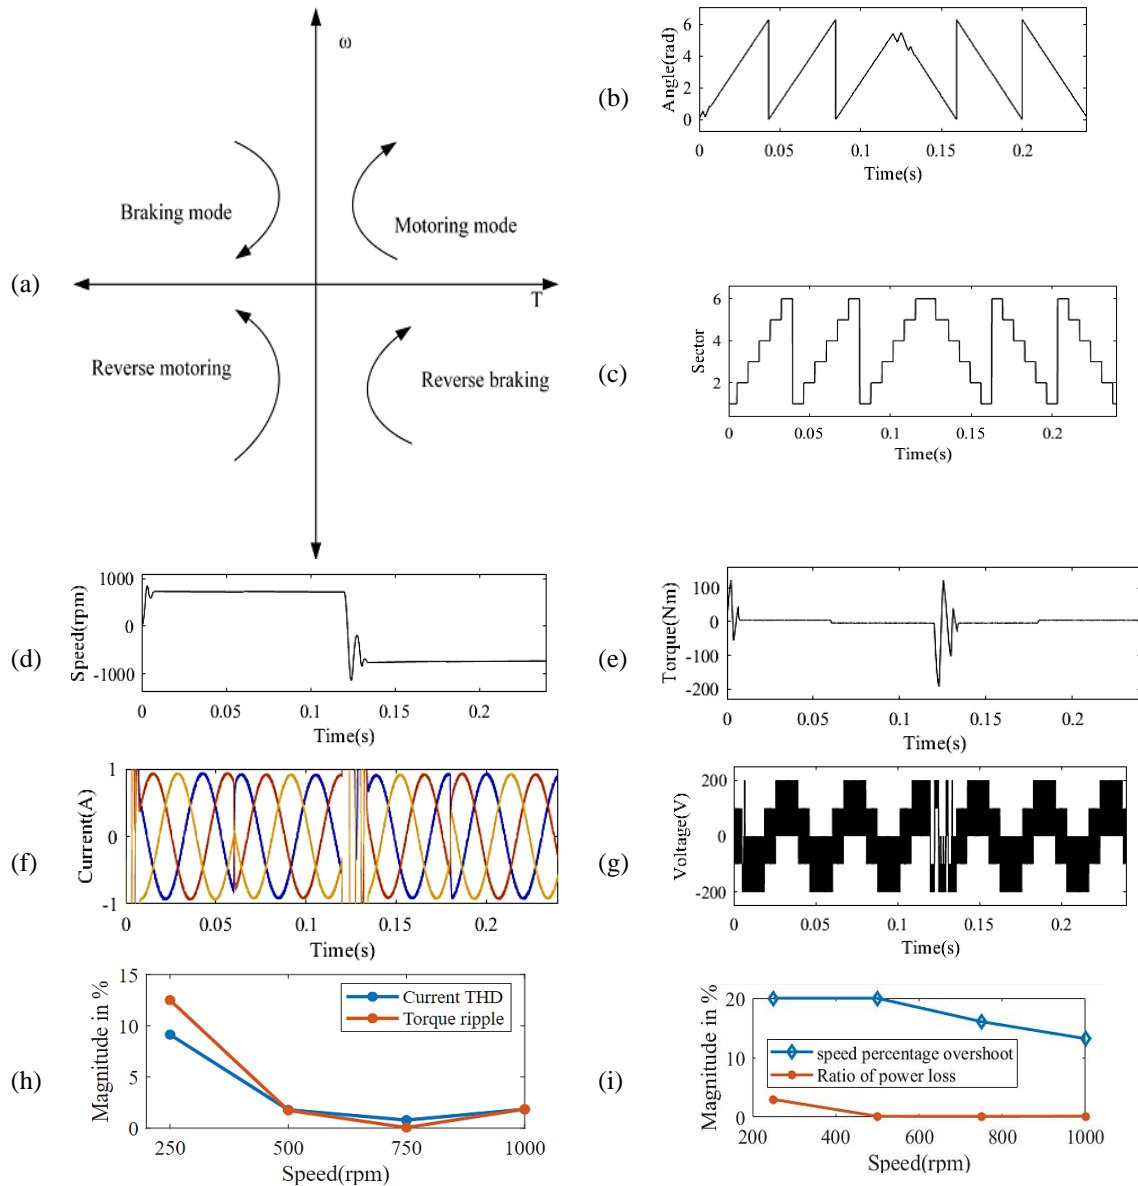 (a)
ω
T
Braking mode
Motoring mode
Reverse motoring
Reverse braking
(b)
Angle(rad)
6
4
2
0
0 0.05 0.1 0.15 0.2
Time(s)
(c)
Sector
6
4
2
0 0.05 0.1 0.15 0.2
Time(s)
(d)
Speed(rpm)
1000
0
-1000
0 0.05 0.1 0.15 0.2
Time(s)
(e)
Torque(Nm)
100
0
-100
-200
0 0.05 0.1 0.15 0.2
Time(s)
(f)
Current(A)
1
0
-1
0 0.05 0.1 0.15 0.2
Time(s)
(g)
Voltage(V)
200
0
-200
0 0.05 0.1 0.15 0.2
Time(s)
(h)
Magnitude in %
15
10
5
0
Current THD
Torque ripple
250 500 750 1000
Speed(rpm)
(i)
Magnitude in %
20
10
0
speed percentage overshoot
Ratio of power loss
200 400 600 800 1000
Speed(rpm)